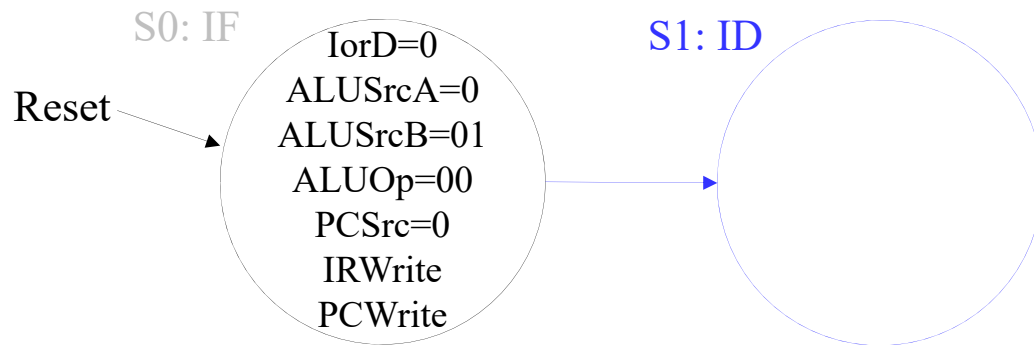 S0: IF
S1: ID
Reset
IorD=0
ALUSrcA=0
ALUSrcB=01
ALUOp=00
PCSrc=0
IRWrite
PCWrite